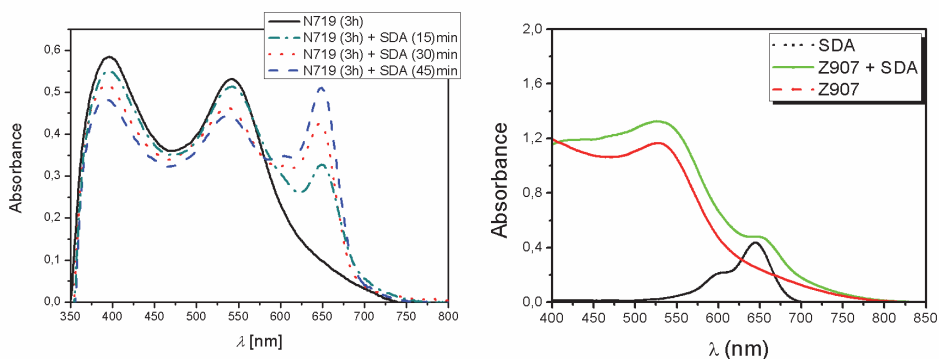 N719 (3h)
N719 (3h) + SDA (15)min
N719 (3h) + SDA (30)min
N719 (3h) + SDA (45)min
0,6
0,5
0,4
0,3
0,2
0,1
0,0
Absorbance
350 400 450 500 550 600 650 700 750 800
λ [nm]
SDA
Z907 + SDA
Z907
2,0
1,6
1,2
0,8
0,4
0,0
Absorbance
400 450 500 550 600 650 700 750 800 850
λ (nm)